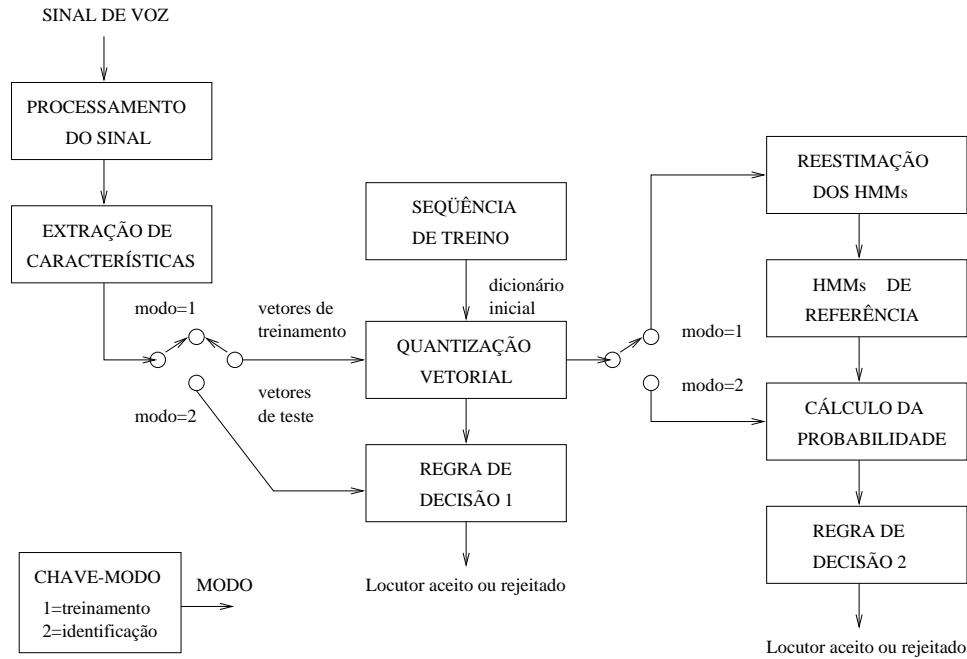 SINAL DE VOZ
PROCESSAMENTO
DO SINAL
EXTRAÇÃO DE
CARACTERÍSTICAS
modo=1
vetores de
treinamento
modo=2
vetores
de teste
SEQÜÊNCIA
DE TREINO
dicionário
inicial
QUANTIZAÇÃO
VETORIAL
REGRA DE
DECISÃO 1
Locutor aceito ou rejeitado
modo=1
modo=2
REESTIMAÇÃO
DOS HMMs
HMMs DE
REFERÊNCIA
CÁLCULO DA
PROBABILIDADE
REGRA DE
DECISÃO 2
Locutor aceito ou rejeitado
CHAVE-MODO
1=treinamento
2=identificação
MODO